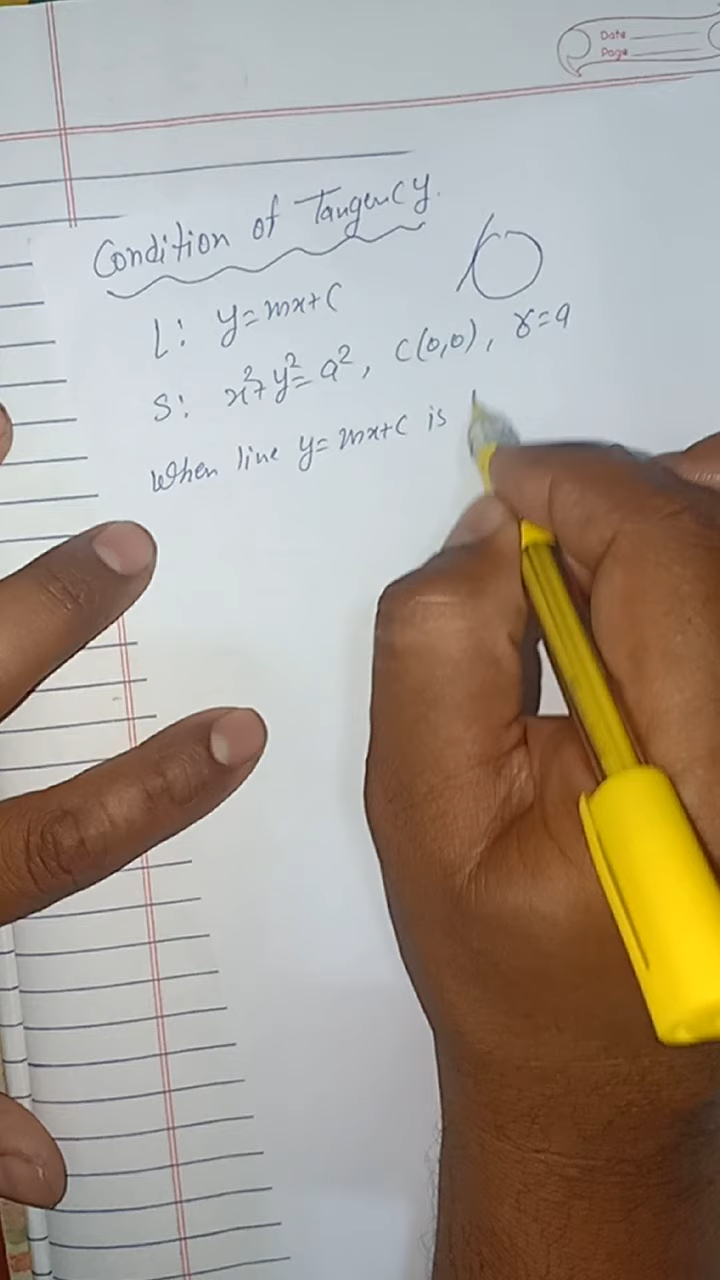 Date
Page
Condition of Tangency.
L: y=mx+c
S: x²+y²=a², C(0,0), r=a
When line y=mx+c is